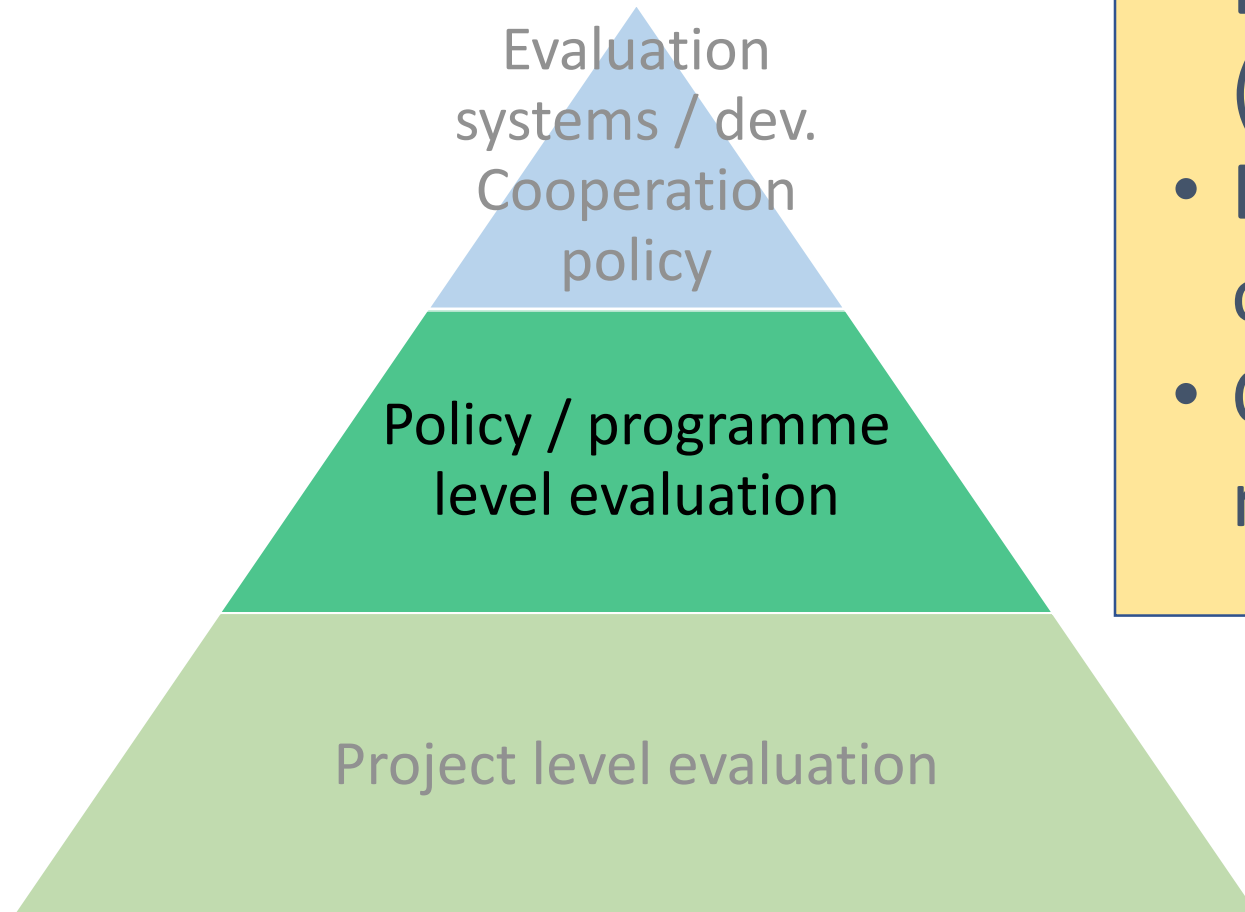 Evaluation
systems / dev.
Cooperation
policy
Policy / programme
level evaluation
Project level evaluation